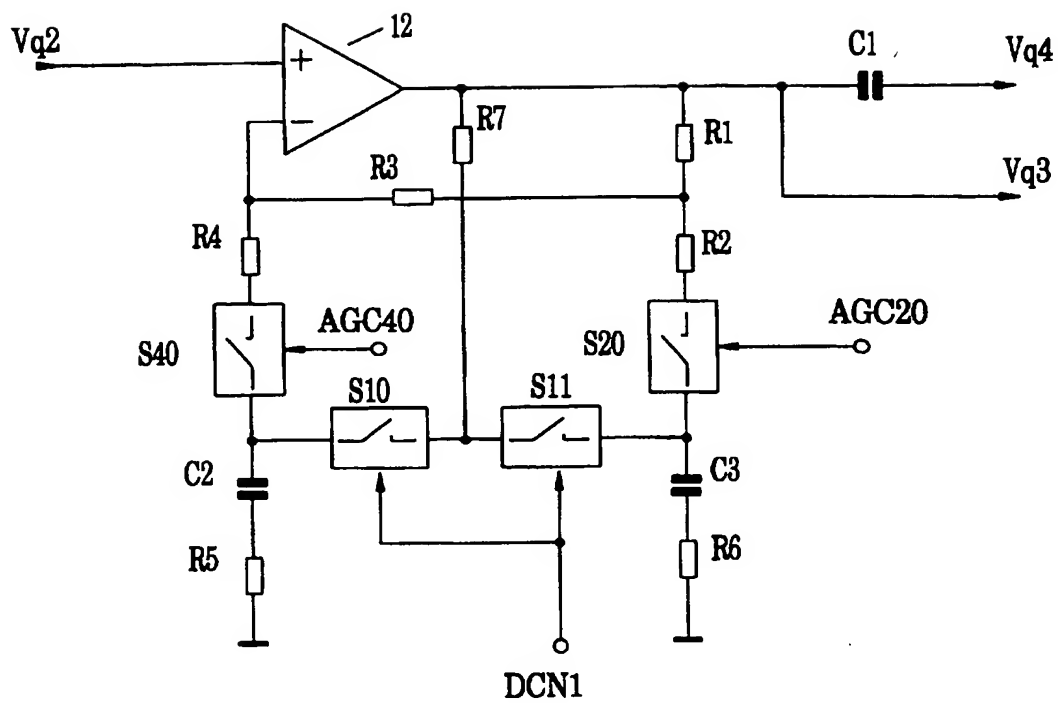 12
Vq2
C1
Vq4
+
−
R7
R1
R3
Vq3
R4
R2
AGC40
AGC20
S40
S20
S10
S11
C2
C3
R5
R6
DCN1